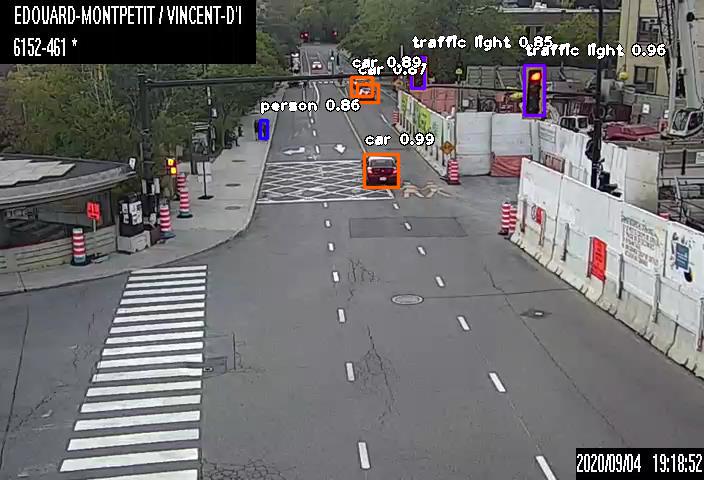 EDOUARD-MONTPETIT / VINCENT-D'I
6152-461 *
traffic light 0.85
traffic light 0.96
car 0.89
car 0.87
person 0.86
car 0.99
2020/09/04 19:18:52